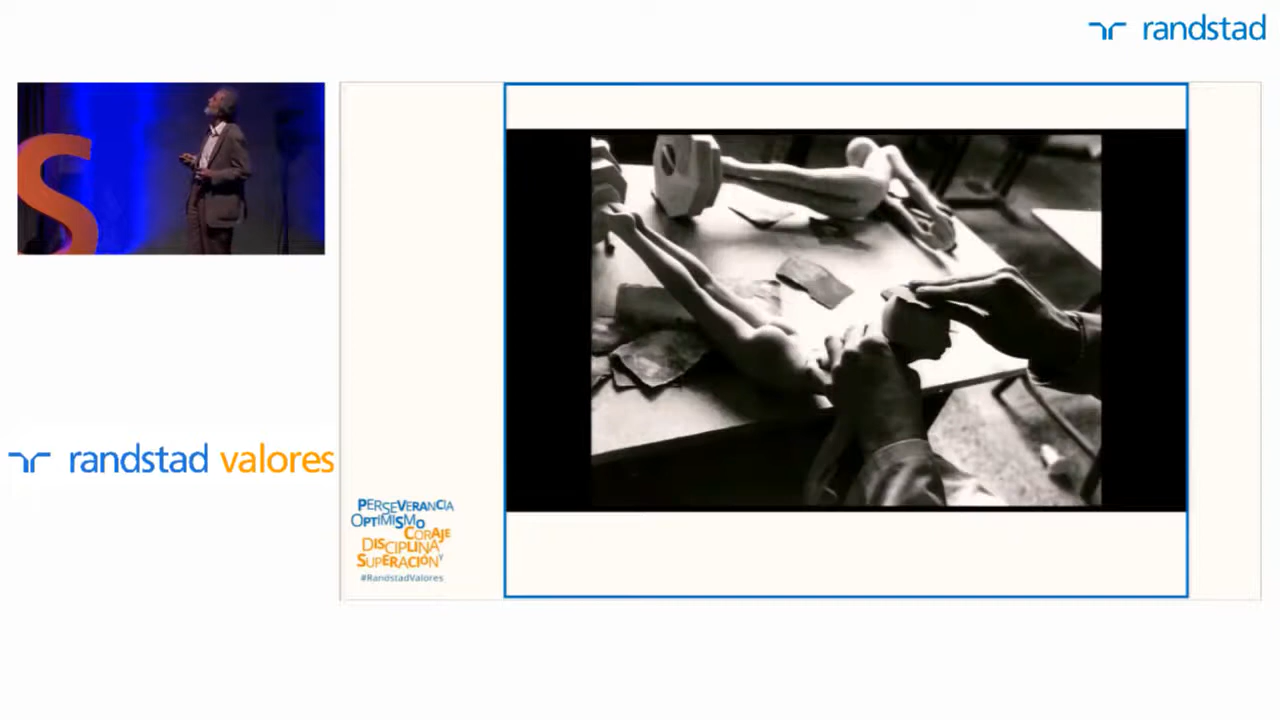 randstad
S
randstad valores
PERSEVERANCIA
OPTIMISMO
CORAJE
DISCIPLINA Y
SUPERACIÓN
#RandstadValores